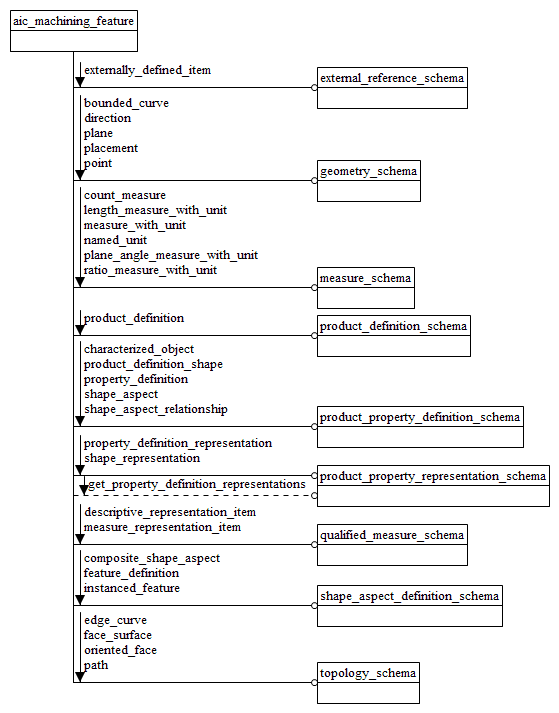 aic_machining_feature
externally_defined_item
external_reference_schema
bounded_curve
direction
plane
placement
point
geometry_schema
count_measure
length_measure_with_unit
measure_with_unit
named_unit
plane_angle_measure_with_unit
ratio_measure_with_unit
measure_schema
product_definition
product_definition_schema
characterized_object
product_definition_shape
property_definition
shape_aspect
shape_aspect_relationship
product_property_definition_schema
property_definition_representation
shape_representation
product_property_representation_schema
get_property_definition_representations
descriptive_representation_item
measure_representation_item
qualified_measure_schema
composite_shape_aspect
feature_definition
instanced_feature
shape_aspect_definition_schema
edge_curve
face_surface
oriented_face
path
topology_schema